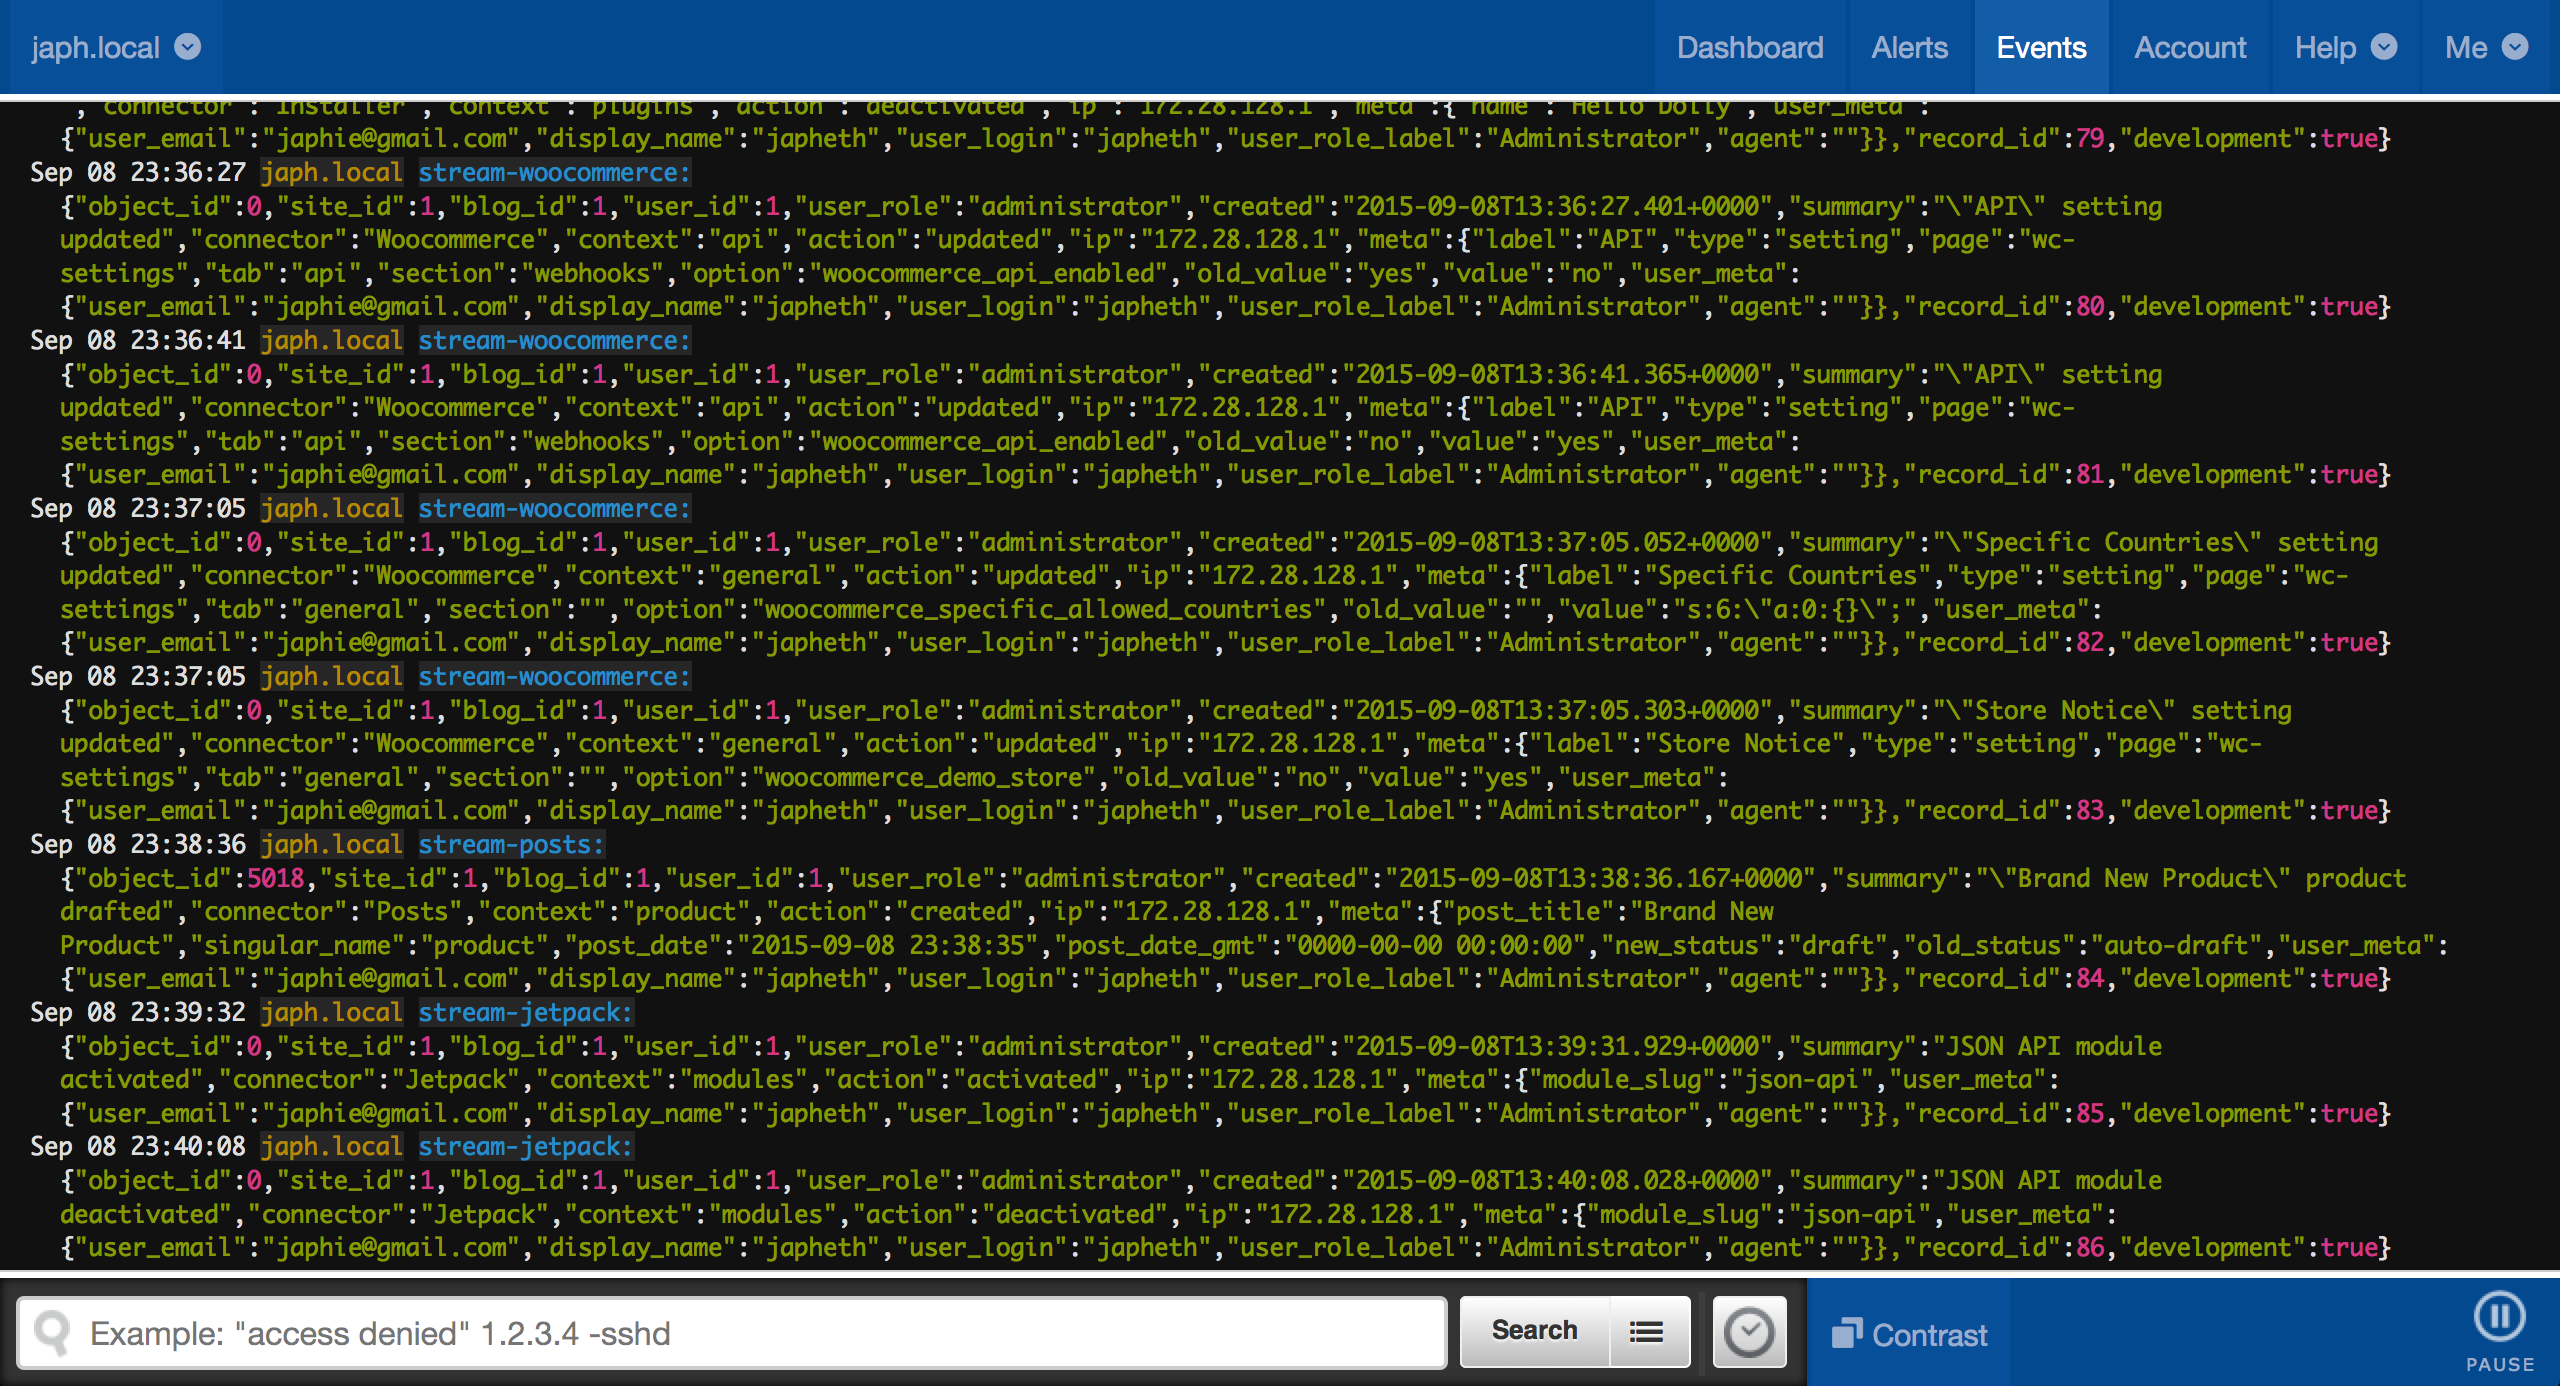 japh.local
Dashboard Alerts Events Account Help Me
","connector":"Installer","context":"plugins","action":"deactivated","ip":"172.28.128.1","meta":{"name":"Hello Dolly","user_meta":
{"user_email":"japhie@gmail.com","display_name":"japheth","user_login":"japheth","user_role_label":"Administrator","agent":""}},"record_id":79,"development":true}
Sep 08 23:36:27 japh.local stream-woocommerce:
{"object_id":0,"site_id":1,"blog_id":1,"user_id":1,"user_role":"administrator","created":"2015-09-08T13:36:27.401+0000","summary":"\"API\" setting
updated","connector":"Woocommerce","context":"api","action":"updated","ip":"172.28.128.1","meta":{"label":"API","type":"setting","page":"wc-
settings","tab":"api","section":"webhooks","option":"woocommerce_api_enabled","old_value":"yes","value":"no","user_meta":
{"user_email":"japhie@gmail.com","display_name":"japheth","user_login":"japheth","user_role_label":"Administrator","agent":""}},"record_id":80,"development":true}
Sep 08 23:36:41 japh.local stream-woocommerce:
{"object_id":0,"site_id":1,"blog_id":1,"user_id":1,"user_role":"administrator","created":"2015-09-08T13:36:41.365+0000","summary":"\"API\" setting
updated","connector":"Woocommerce","context":"api","action":"updated","ip":"172.28.128.1","meta":{"label":"API","type":"setting","page":"wc-
settings","tab":"api","section":"webhooks","option":"woocommerce_api_enabled","old_value":"no","value":"yes","user_meta":
{"user_email":"japhie@gmail.com","display_name":"japheth","user_login":"japheth","user_role_label":"Administrator","agent":""}},"record_id":81,"development":true}
Sep 08 23:37:05 japh.local stream-woocommerce:
{"object_id":0,"site_id":1,"blog_id":1,"user_id":1,"user_role":"administrator","created":"2015-09-08T13:37:05.052+0000","summary":"\"Specific Countries\" setting
updated","connector":"Woocommerce","context":"general","action":"updated","ip":"172.28.128.1","meta":{"label":"Specific Countries","type":"setting","page":"wc-
settings","tab":"general","section":"","option":"woocommerce_specific_allowed_countries","old_value":"","value":"s:6:\"a:0:{}\";","user_meta":
{"user_email":"japhie@gmail.com","display_name":"japheth","user_login":"japheth","user_role_label":"Administrator","agent":""}},"record_id":82,"development":true}
Sep 08 23:37:05 japh.local stream-woocommerce:
{"object_id":0,"site_id":1,"blog_id":1,"user_id":1,"user_role":"administrator","created":"2015-09-08T13:37:05.303+0000","summary":"\"Store Notice\" setting
updated","connector":"Woocommerce","context":"general","action":"updated","ip":"172.28.128.1","meta":{"label":"Store Notice","type":"setting","page":"wc-
settings","tab":"general","section":"","option":"woocommerce_demo_store","old_value":"no","value":"yes","user_meta":
{"user_email":"japhie@gmail.com","display_name":"japheth","user_login":"japheth","user_role_label":"Administrator","agent":""}},"record_id":83,"development":true}
Sep 08 23:38:36 japh.local stream-posts:
{"object_id":5018,"site_id":1,"blog_id":1,"user_id":1,"user_role":"administrator","created":"2015-09-08T13:38:36.167+0000","summary":"\"Brand New Product\" product
drafted","connector":"Posts","context":"product","action":"created","ip":"172.28.128.1","meta":{"post_title":"Brand New
Product","singular_name":"product","post_date":"2015-09-08 23:38:35","post_date_gmt":"0000-00-00 00:00:00","new_status":"draft","old_status":"auto-draft","user_meta":
{"user_email":"japhie@gmail.com","display_name":"japheth","user_login":"japheth","user_role_label":"Administrator","agent":""}},"record_id":84,"development":true}
Sep 08 23:39:32 japh.local stream-jetpack:
{"object_id":0,"site_id":1,"blog_id":1,"user_id":1,"user_role":"administrator","created":"2015-09-08T13:39:31.929+0000","summary":"JSON API module
activated","connector":"Jetpack","context":"modules","action":"activated","ip":"172.28.128.1","meta":{"module_slug":"json-api","user_meta":
{"user_email":"japhie@gmail.com","display_name":"japheth","user_login":"japheth","user_role_label":"Administrator","agent":""}},"record_id":85,"development":true}
Sep 08 23:40:08 japh.local stream-jetpack:
{"object_id":0,"site_id":1,"blog_id":1,"user_id":1,"user_role":"administrator","created":"2015-09-08T13:40:08.028+0000","summary":"JSON API module
deactivated","connector":"Jetpack","context":"modules","action":"deactivated","ip":"172.28.128.1","meta":{"module_slug":"json-api","user_meta":
{"user_email":"japhie@gmail.com","display_name":"japheth","user_login":"japheth","user_role_label":"Administrator","agent":""}},"record_id":86,"development":true}
Example: "access denied" 1.2.3.4 -sshd Search Contrast
PAUSE